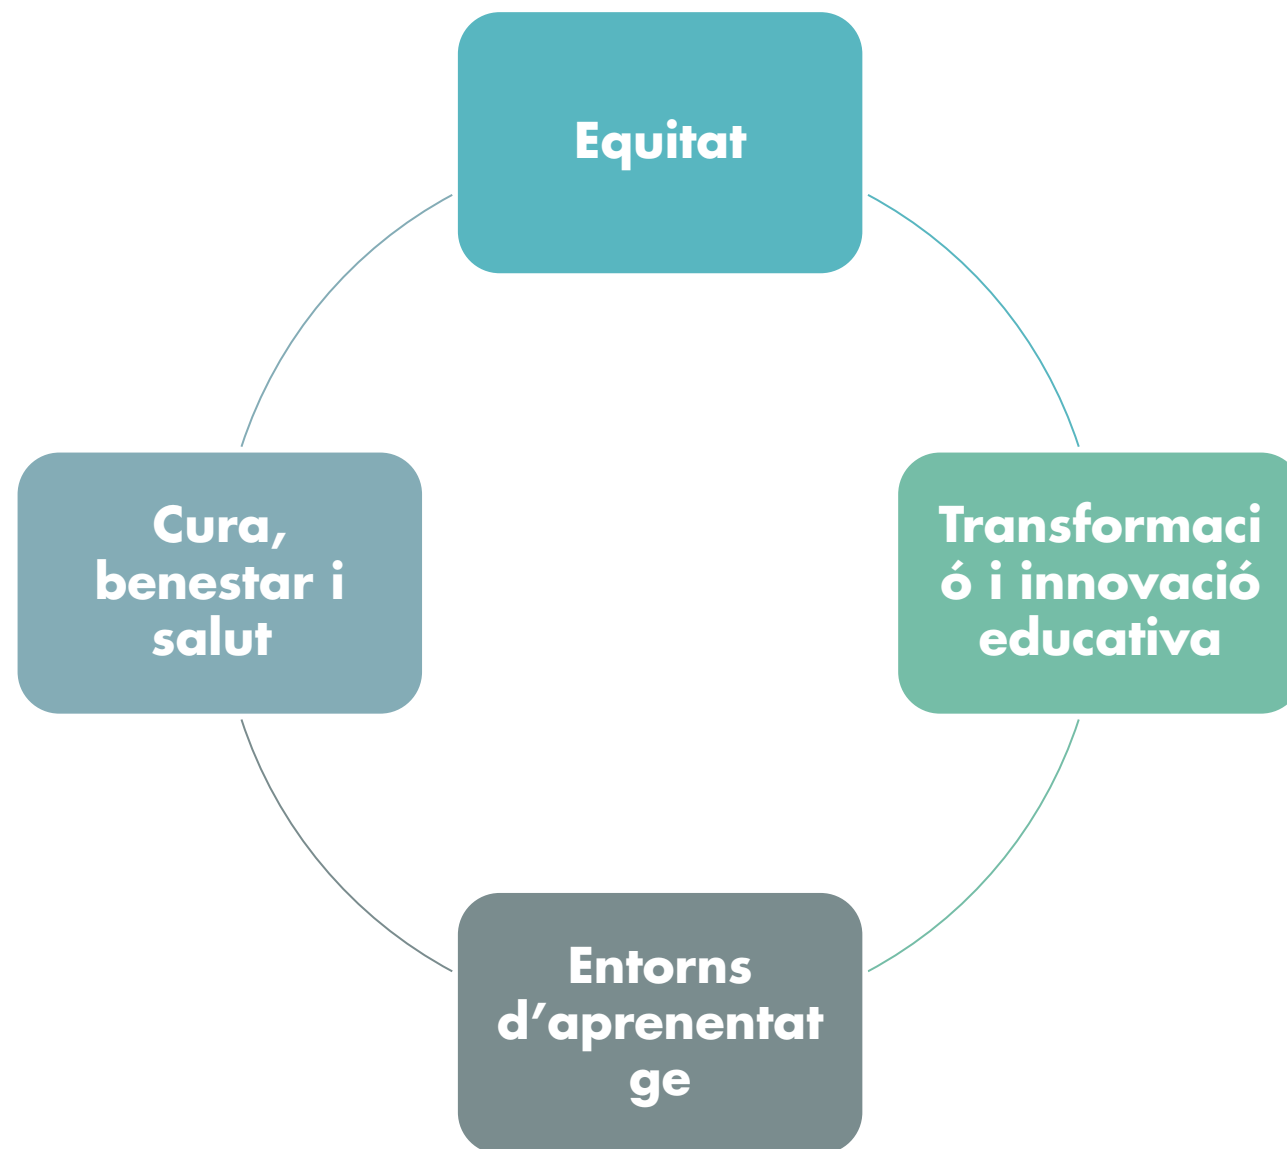 Equitat
Cura,
benestar i
salut
Transformaci
ó i innovació
educativa
Entorns
d’aprenentat
ge